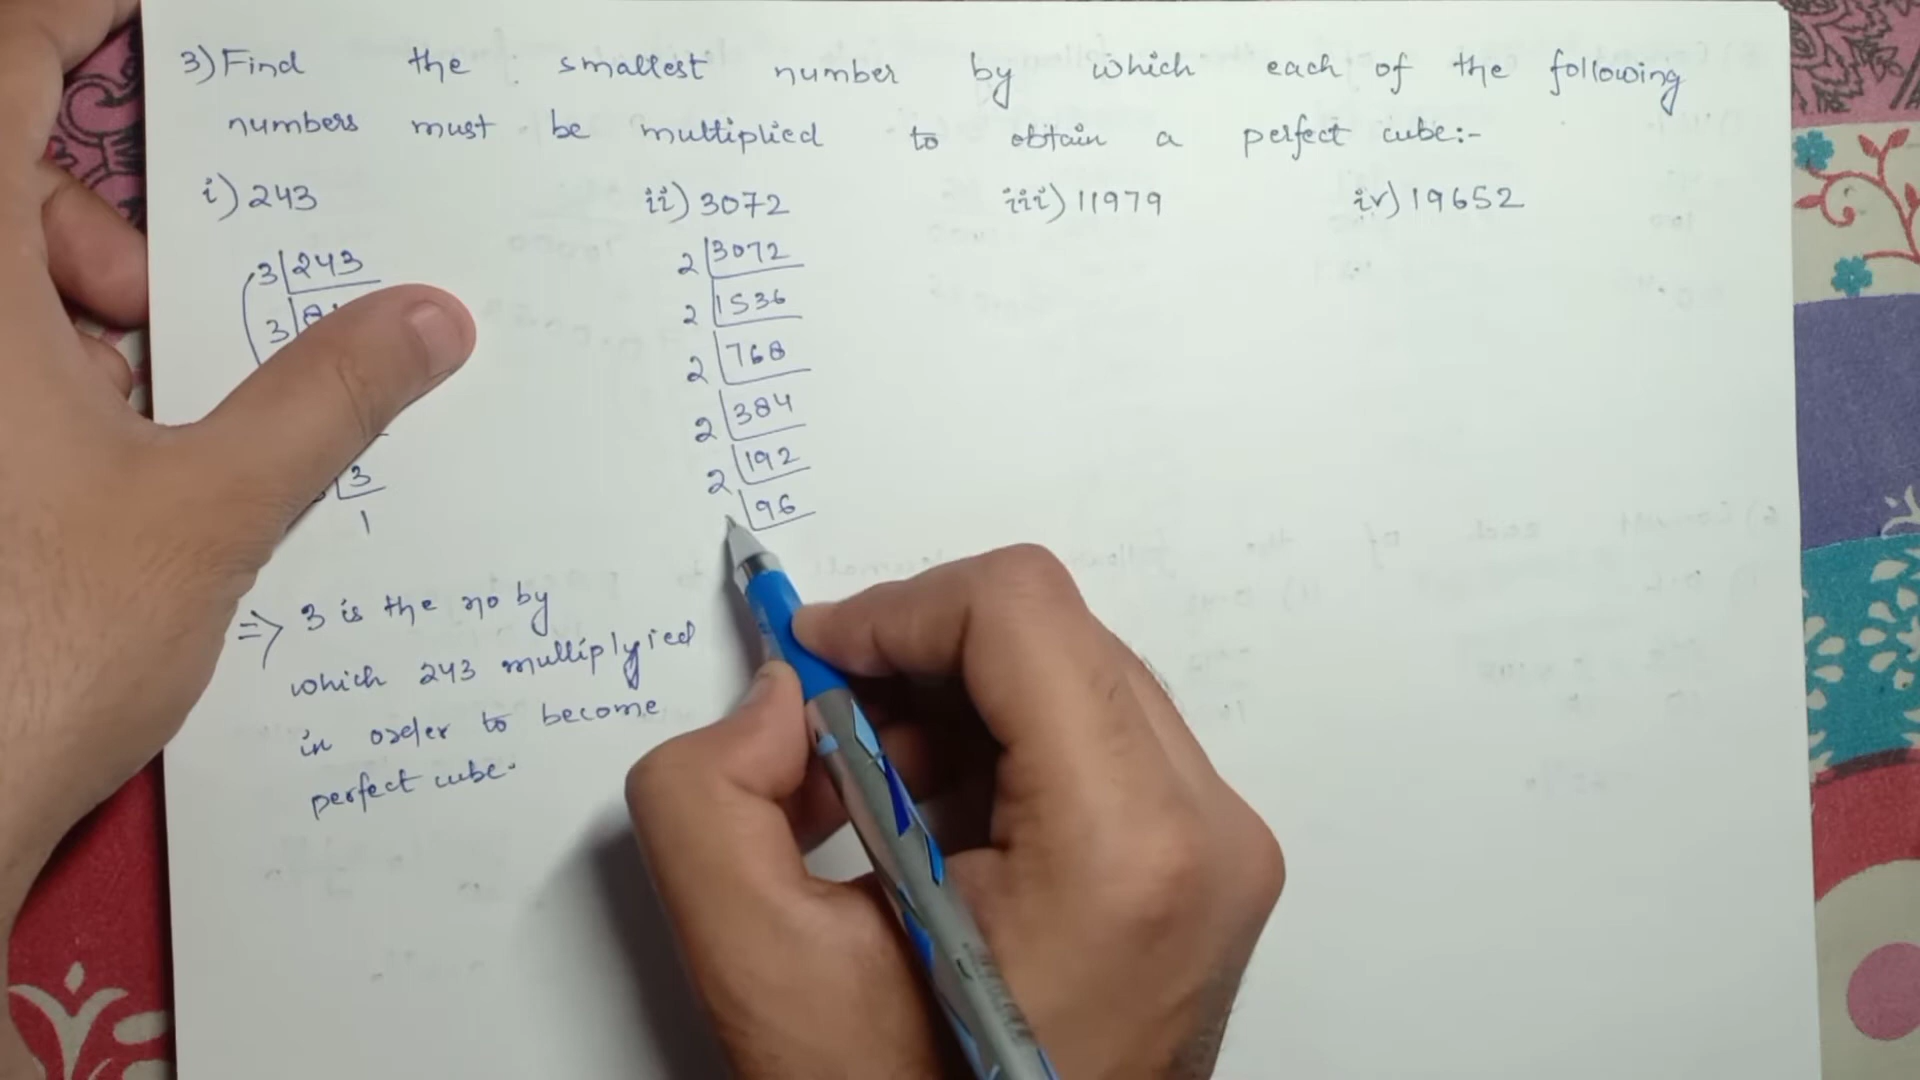 3) Find the smallest number by which each of the following
numbers must be multiplied to obtain a perfect cube:-
i) 243 ii) 3072 iii) 11979 iv) 19652
3 243
3
3
1
2 3072
2 1536
2 768
2 384
2 192
96
=> 3 is the no by
which 243 multiplyied
in order to become
perfect cube.